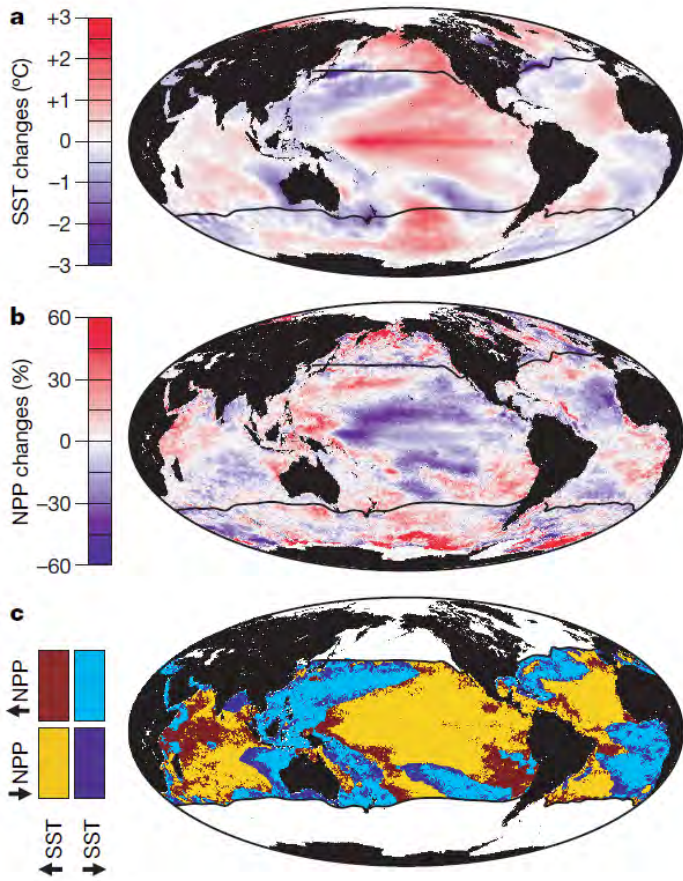 a
SST changes (ºC)
+3
+2
+1
0
−1
−2
−3
b
NPP changes (%)
60
30
0
−30
−60
c
↑NPP
↓NPP
↑SST
↓SST